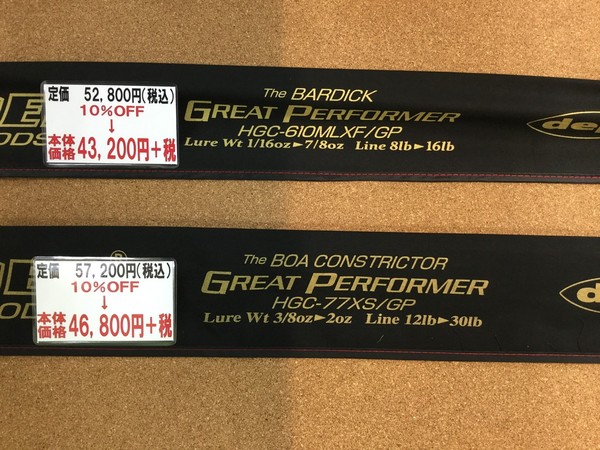 定価 52,800円(税込)
10%OFF
↓
本体価格 43,200円+税
The BARDICK
GREAT PERFORMER
HGC-610MLXF/GP
Lure Wt 1/16oz►7/8oz Line 8lb►16lb
ODS
de
定価 57,200円(税込)
10%OFF
↓
本体価格 46,800円+税
®
The BOA CONSTRICTOR
GREAT PERFORMER
HGC-77XS/GP
Lure Wt 3/8oz►2oz Line 12lb►30lb
OD
de